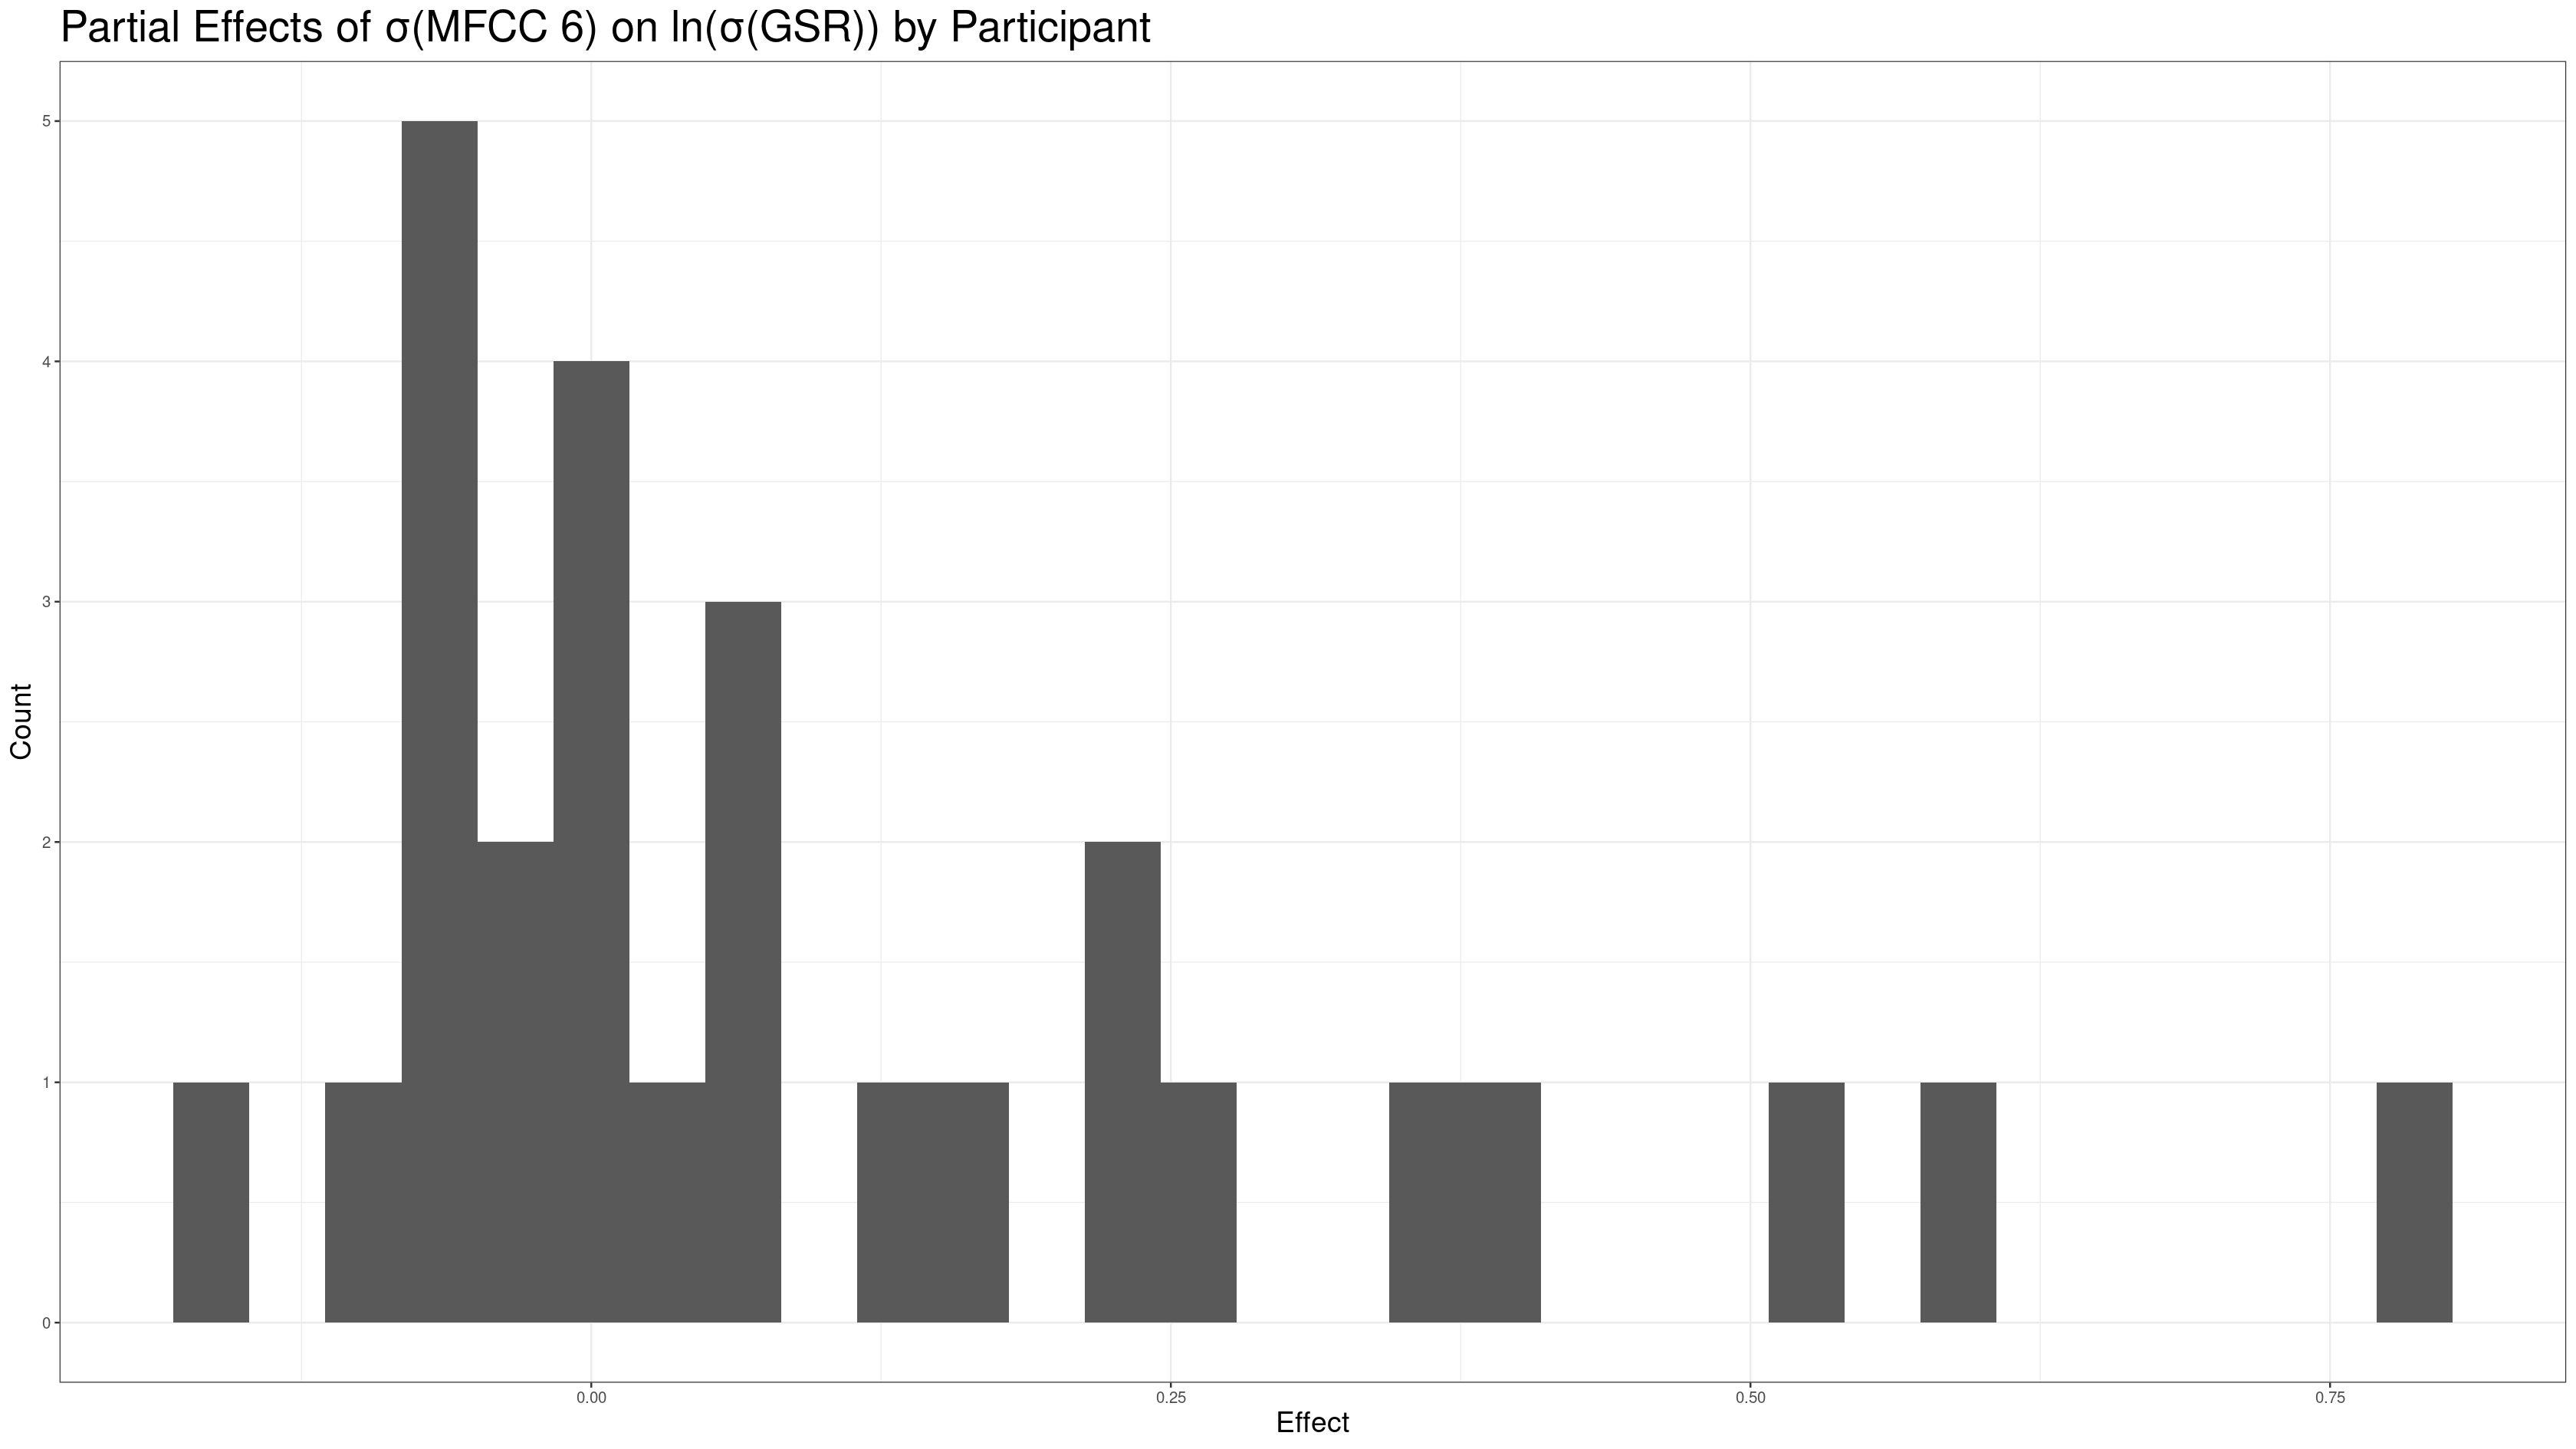 Partial Effects of σ(MFCC 6) on ln(σ(GSR)) by Participant
5
4
3
2
1
0
Count
0.00 0.25 0.50 0.75
Effect